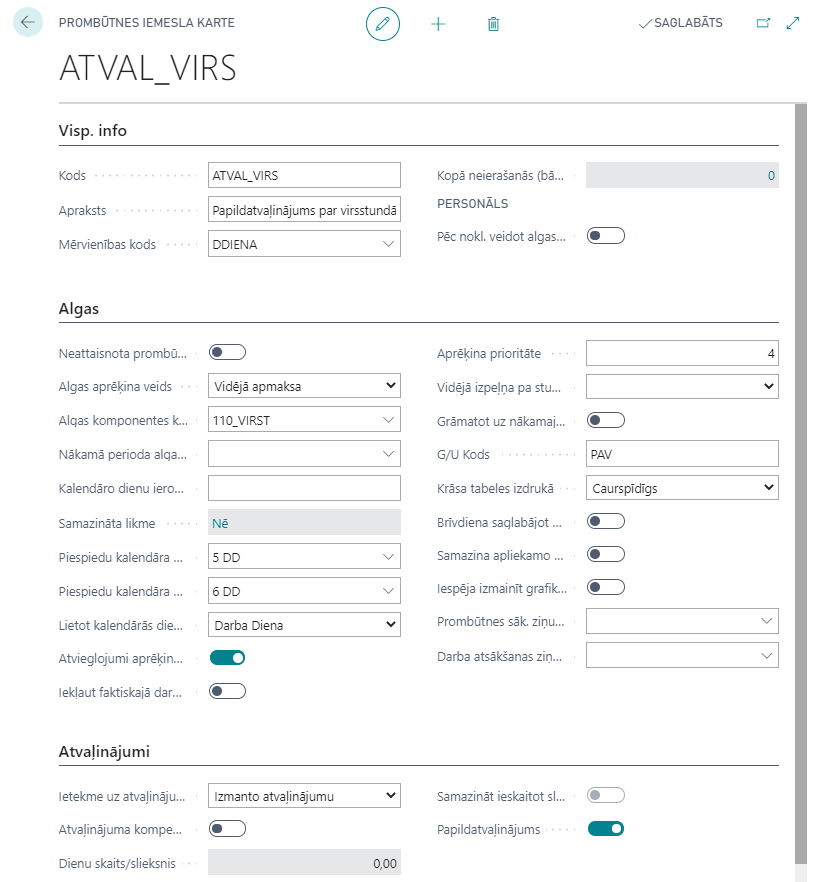 PROMBŪTNES IEMESLA KARTE
SAGLABĀTS
ATVAL_VIRS
Visp. info
Kods
ATVAL_VIRS
Apraksts
Papildatvaļinājums par virsstundā
Mērvienības kods
DDIENA
Kopā neierašanās (bā...
0
PERSONĀLS
Pēc nokl. veidot algas...
Algas
Neattaisnota prombū...
Algas aprēķina veids
Vidējā apmaksa
Algas komponentes k...
110_VIRST
Nākamā perioda alga...
Kalendāro dienu iero...
Samazināta likme
Nē
Piespiedu kalendāra ...
5 DD
Piespiedu kalendāra ...
6 DD
Lietot kalendārās die...
Darba Diena
Atvieglojumi aprēķin...
Iekļaut faktiskajā dar...
Aprēķina prioritāte
4
Vidējā izpeļņa pa stu...
Grāmatot uz nākamaj...
G/U Kods
PAV
Krāsa tabeles izdrukā
Caurspīdīgs
Brīvdiena saglabājot ...
Samazina apliekamo ...
Iespēja izmainīt grafik...
Prombūtnes sāk. ziņu...
Darba atsākšanas ziņ...
Atvaļinājumi
Ietekme uz atvaļināju...
Izmanto atvaļinājumu
Atvaļinājuma kompe...
Dienu skaits/slieksnis
0,00
Samazināt ieskaitot sl...
Papildatvaļinājums